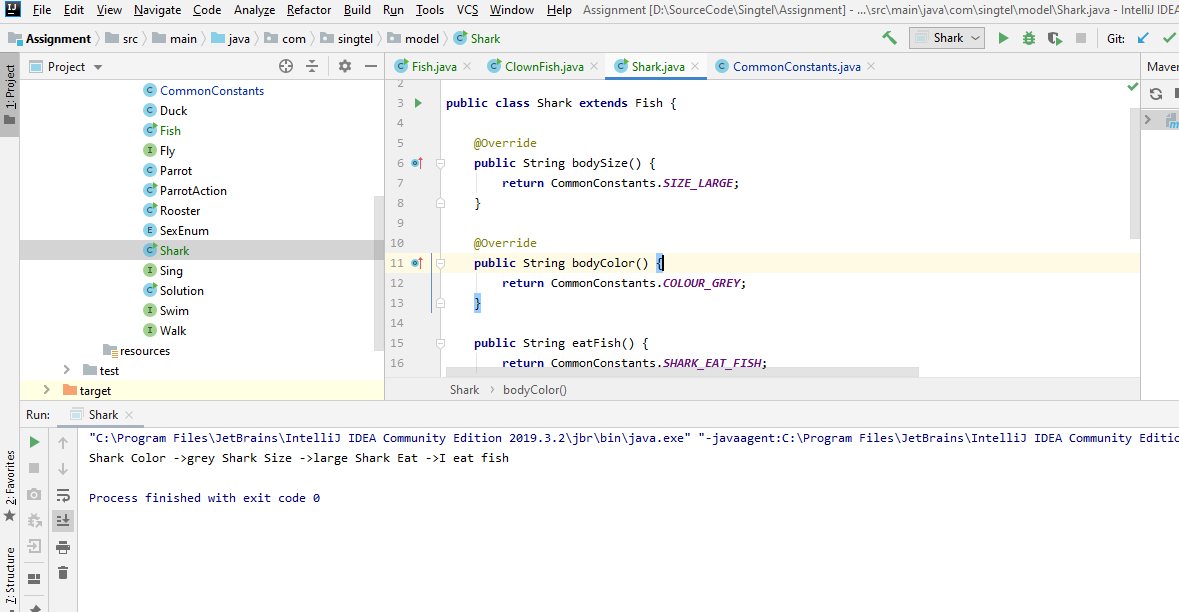 File Edit View Navigate Code Analyze Refactor Build Run Tools VCS Window Help Assignment [D:\SourceCode\Singtel\Assignment] - ...\src\main\java\com\singtel\model\Shark.java - IntelliJ IDEA
Assignment src main java com singtel model Shark
Shark Git:
Project
Fish.java ClownFish.java Shark.java CommonConstants.java Maven
1: Project
CommonConstants
Duck
Fish
Fly
Parrot
ParrotAction
Rooster
SexEnum
Shark
Sing
Solution
Swim
Walk
resources
test
target
2
3 public class Shark extends Fish {
4
5 @Override
6 public String bodySize() {
7 return CommonConstants.SIZE_LARGE;
8 }
9
10 @Override
11 public String bodyColor() {
12 return CommonConstants.COLOUR_GREY;
13 }
14
15 public String eatFish() {
16 return CommonConstants.SHARK_EAT_FISH;
Shark bodyColor()
Run: Shark
"C:\Program Files\JetBrains\IntelliJ IDEA Community Edition 2019.3.2\jbr\bin\java.exe" "-javaagent:C:\Program Files\JetBrains\IntelliJ IDEA Community Editio
Shark Color ->grey Shark Size ->large Shark Eat ->I eat fish
Process finished with exit code 0
2: Favorites
7: Structure